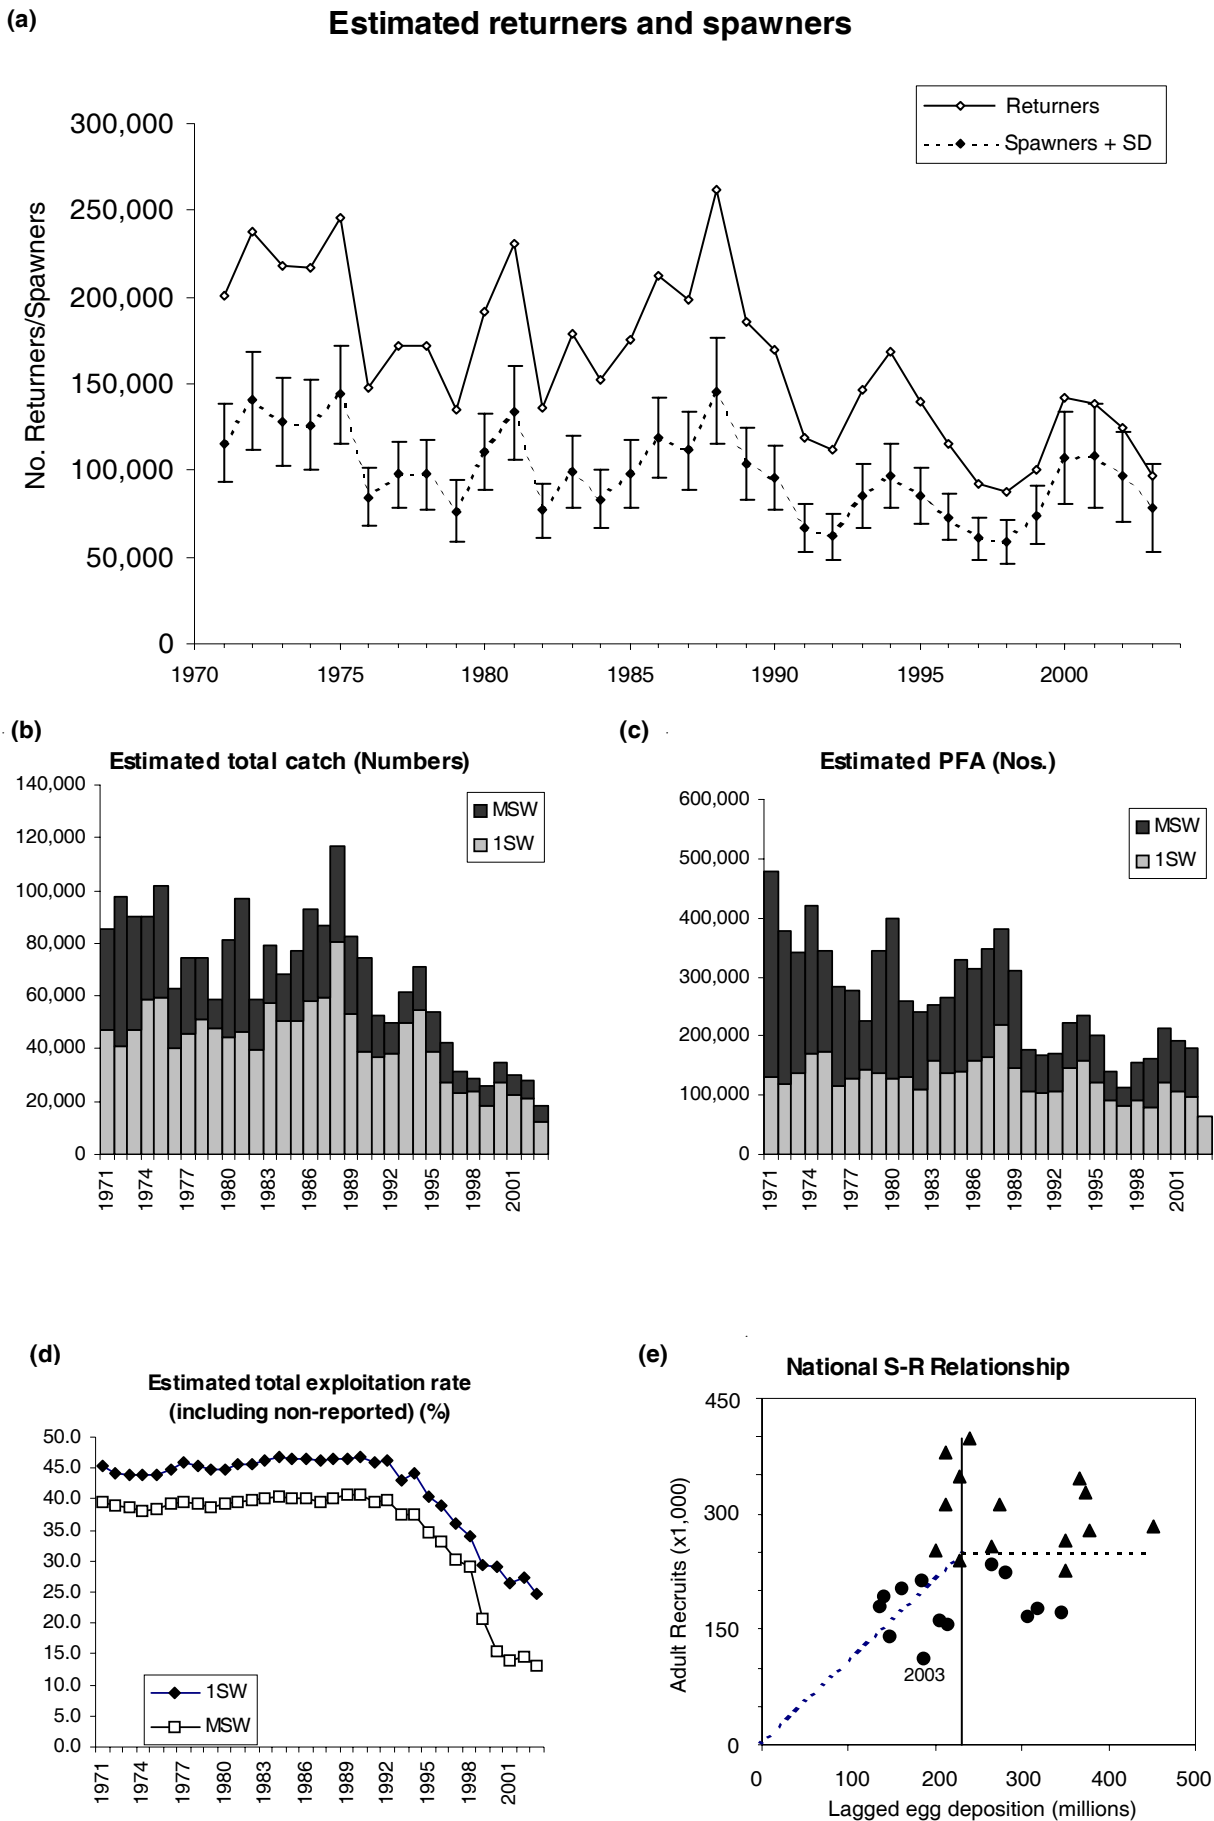 (a)
Estimated returners and spawners
Returners
Spawners + SD
No. Returners/Spawners
300,000
250,000
200,000
150,000
100,000
50,000
0
1970 1975 1980 1985 1990 1995 2000
(b)
Estimated total catch (Numbers)
MSW
1SW
140,000
120,000
100,000
80,000
60,000
40,000
20,000
0
1971 1974 1977 1980 1983 1986 1989 1992 1995 1998 2001
(c)
Estimated PFA (Nos.)
MSW
1SW
600,000
500,000
400,000
300,000
200,000
100,000
0
1971 1974 1977 1980 1983 1986 1989 1992 1995 1998 2001
(d)
Estimated total exploitation rate
(including non-reported) (%)
50.0
45.0
40.0
35.0
30.0
25.0
20.0
15.0
10.0
5.0
0.0
1SW
MSW
1971 1974 1977 1980 1983 1986 1989 1992 1995 1998 2001
(e)
National S-R Relationship
Adult Recruits (x1,000)
450
300
150
0
2003
0 100 200 300 400 500
Lagged egg deposition (millions)